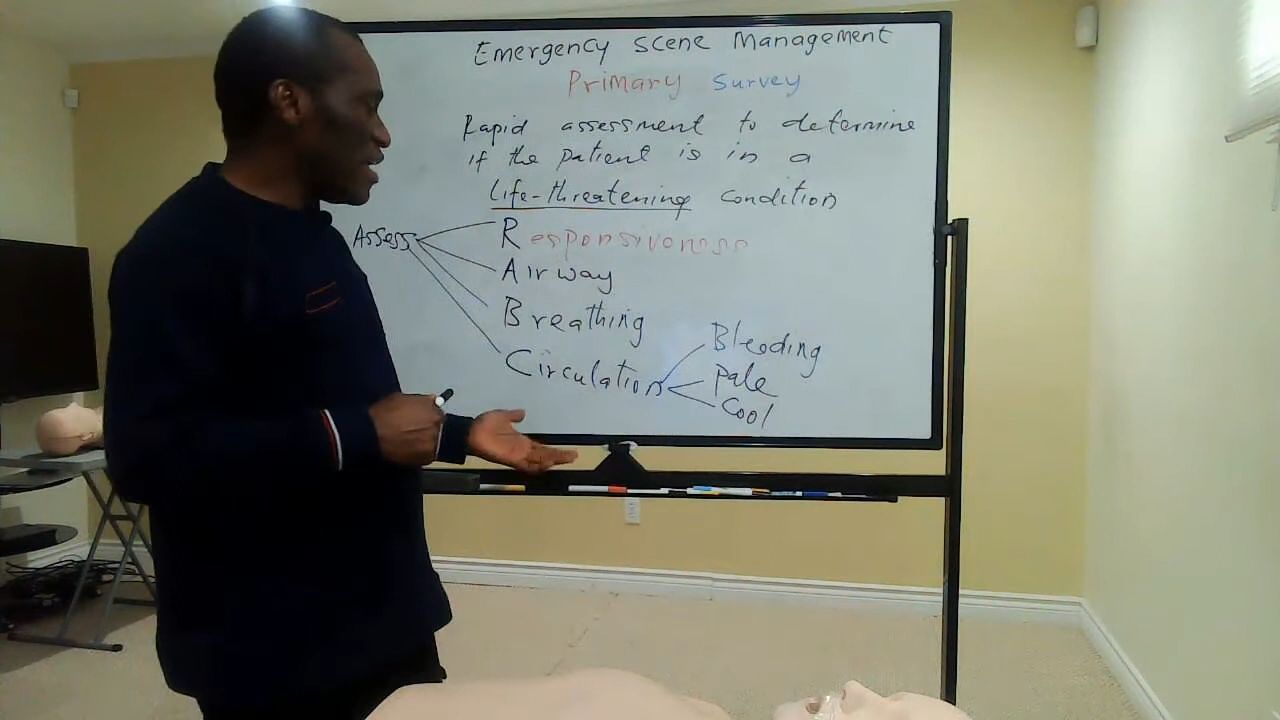 Emergency Scene Management
Primary Survey
Rapid assessment to determine
if the patient is in a
life-threatening condition
Assess
Responsiveness
Airway
Breathing
Circulation
Bleeding
Pale
Cool